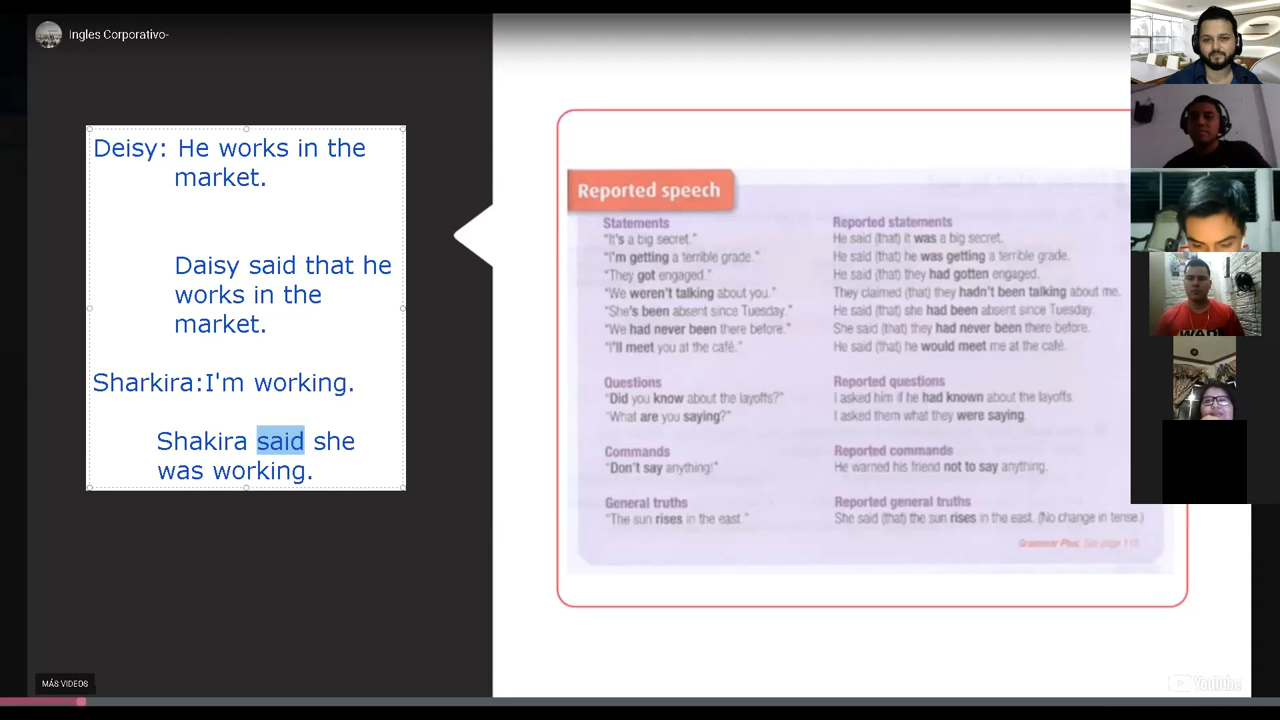 Ingles Corporativo-
Deisy: He works in the
market.
Daisy said that he
works in the
market.
Sharkira:I'm working.
Shakira said she
was working.
Reported speech
Statements
"It's a big secret."
"I'm getting a terrible grade."
"They got engaged."
"We weren't talking about you."
"She's been absent since Tuesday."
"We had never been there before."
"I'll meet you at the café."
Reported statements
He said (that) it was a big secret.
He said (that) he was getting a terrible grade.
He said (that) they had gotten engaged.
They claimed (that) they hadn't been talking about me.
He said (that) she had been absent since Tuesday.
She said (that) they had never been there before.
He said (that) he would meet me at the café.
Questions
"Did you know about the layoffs?"
"What are you saying?"
Reported questions
I asked him if he had known about the layoffs.
I asked them what they were saying.
Commands
"Don't say anything!"
Reported commands
He warned his friend not to say anything.
General truths
"The sun rises in the east."
Reported general truths
She said (that) the sun rises in the east. (No change in tense.)
Grammar Plus: See page 115.
MÁS VIDEOS
YouTube